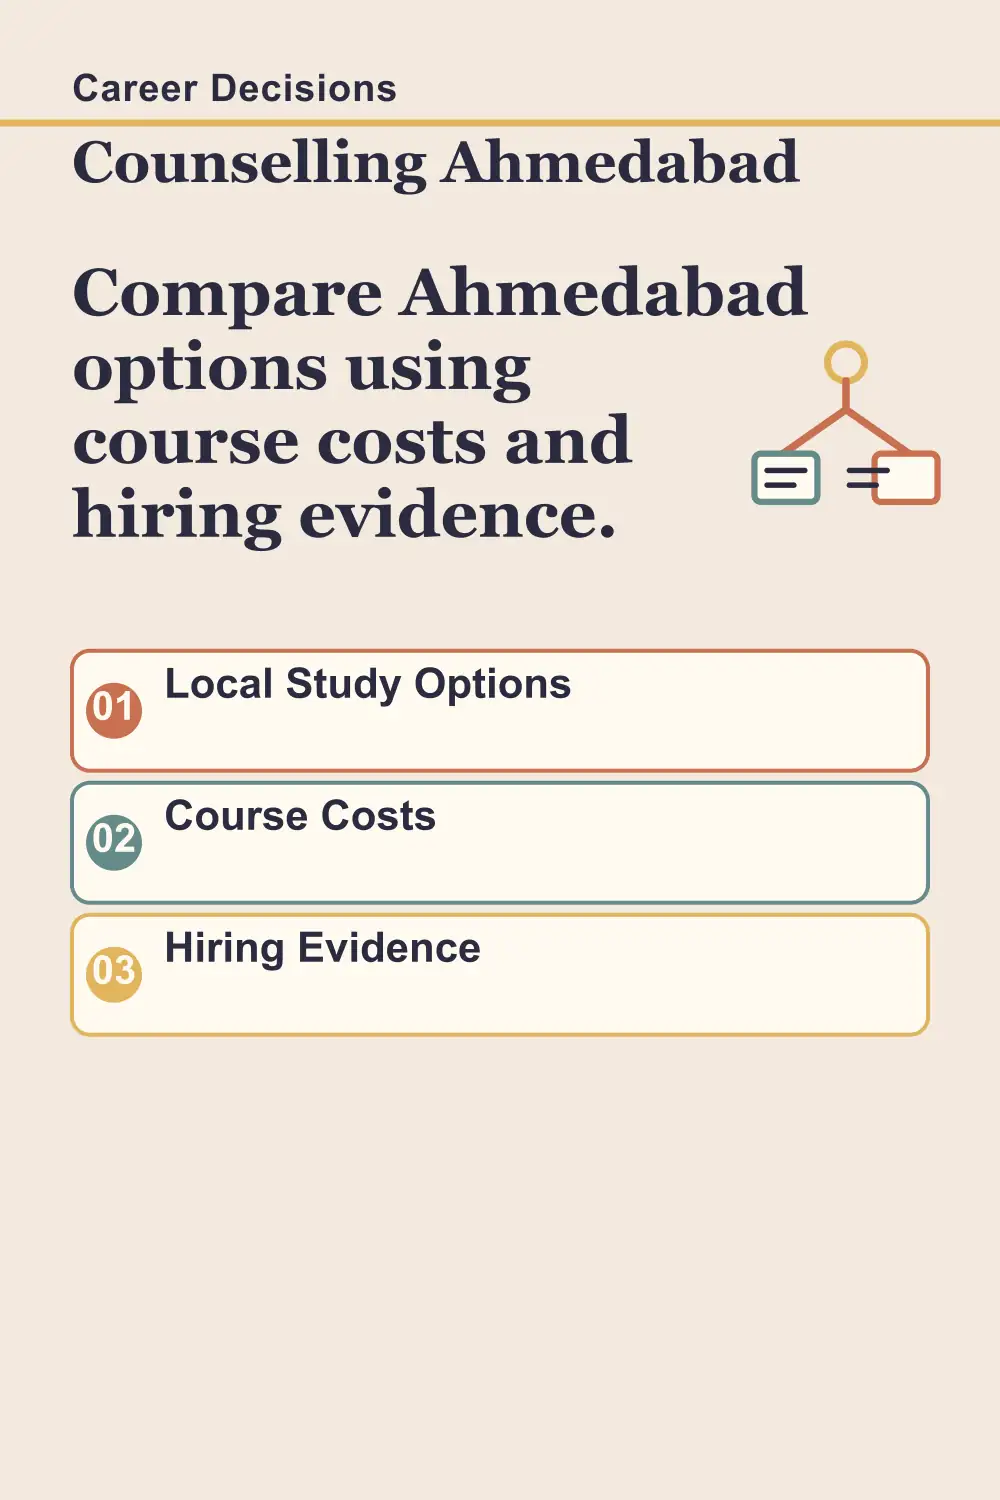 Career Decisions
Counselling Ahmedabad
Compare Ahmedabad
options using
course costs and
hiring evidence.
01
Local Study Options
02
Course Costs
03
Hiring Evidence